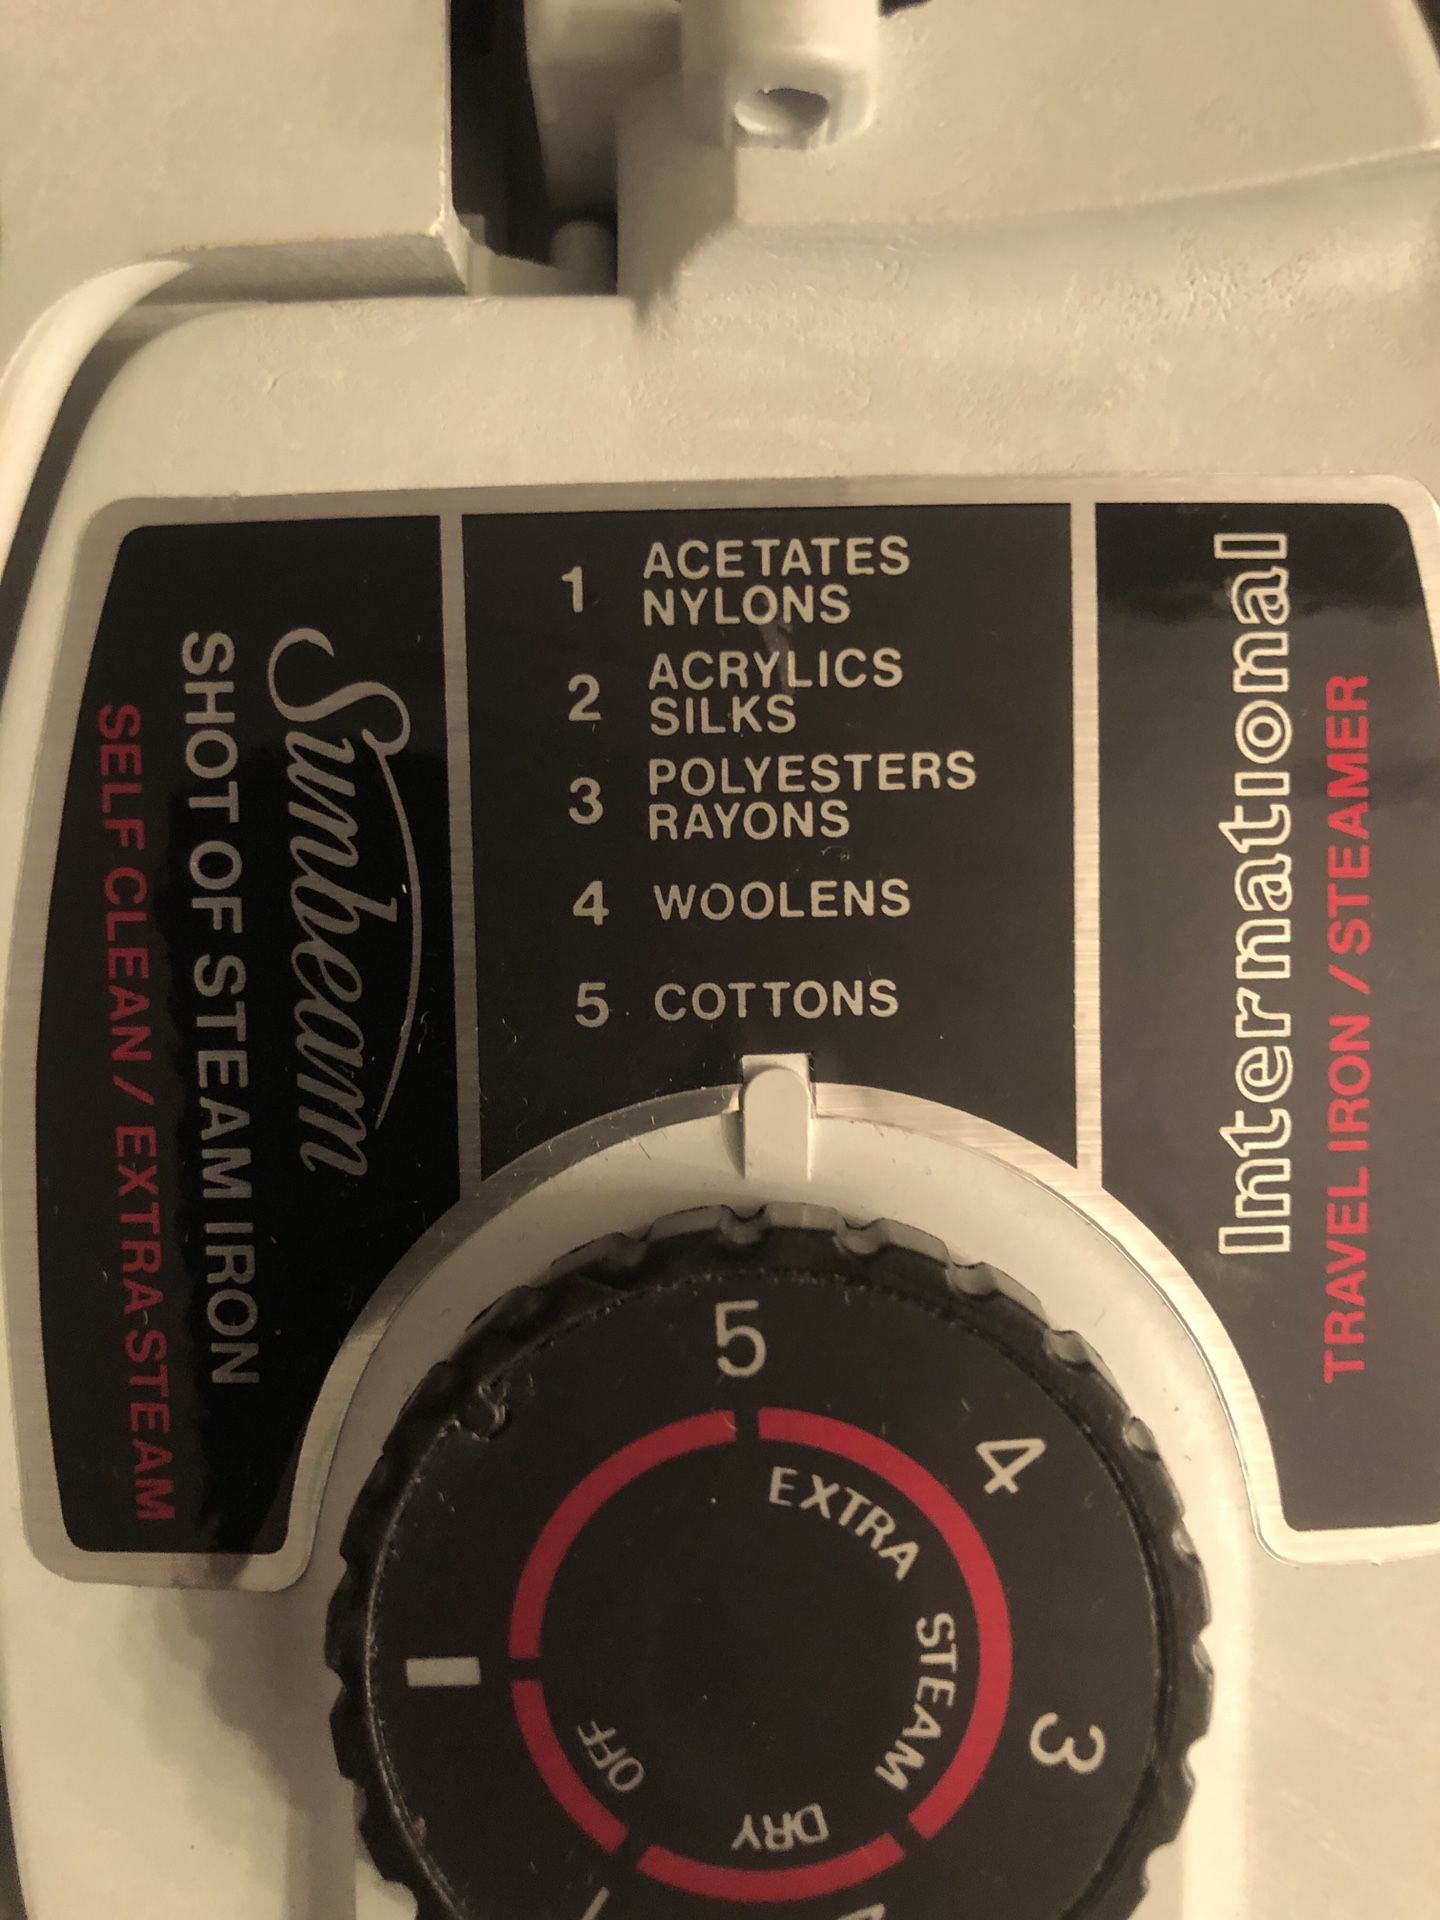 Sunbeam
SHOT OF STEAM IRON
SELF CLEAN / EXTRA STEAM
1 ACETATES
NYLONS
2 ACRYLICS
SILKS
3 POLYESTERS
RAYONS
4 WOOLENS
5 COTTONS
International
TRAVEL IRON / STEAMER
5
4
3
EXTRA STEAM
DRY
OFF